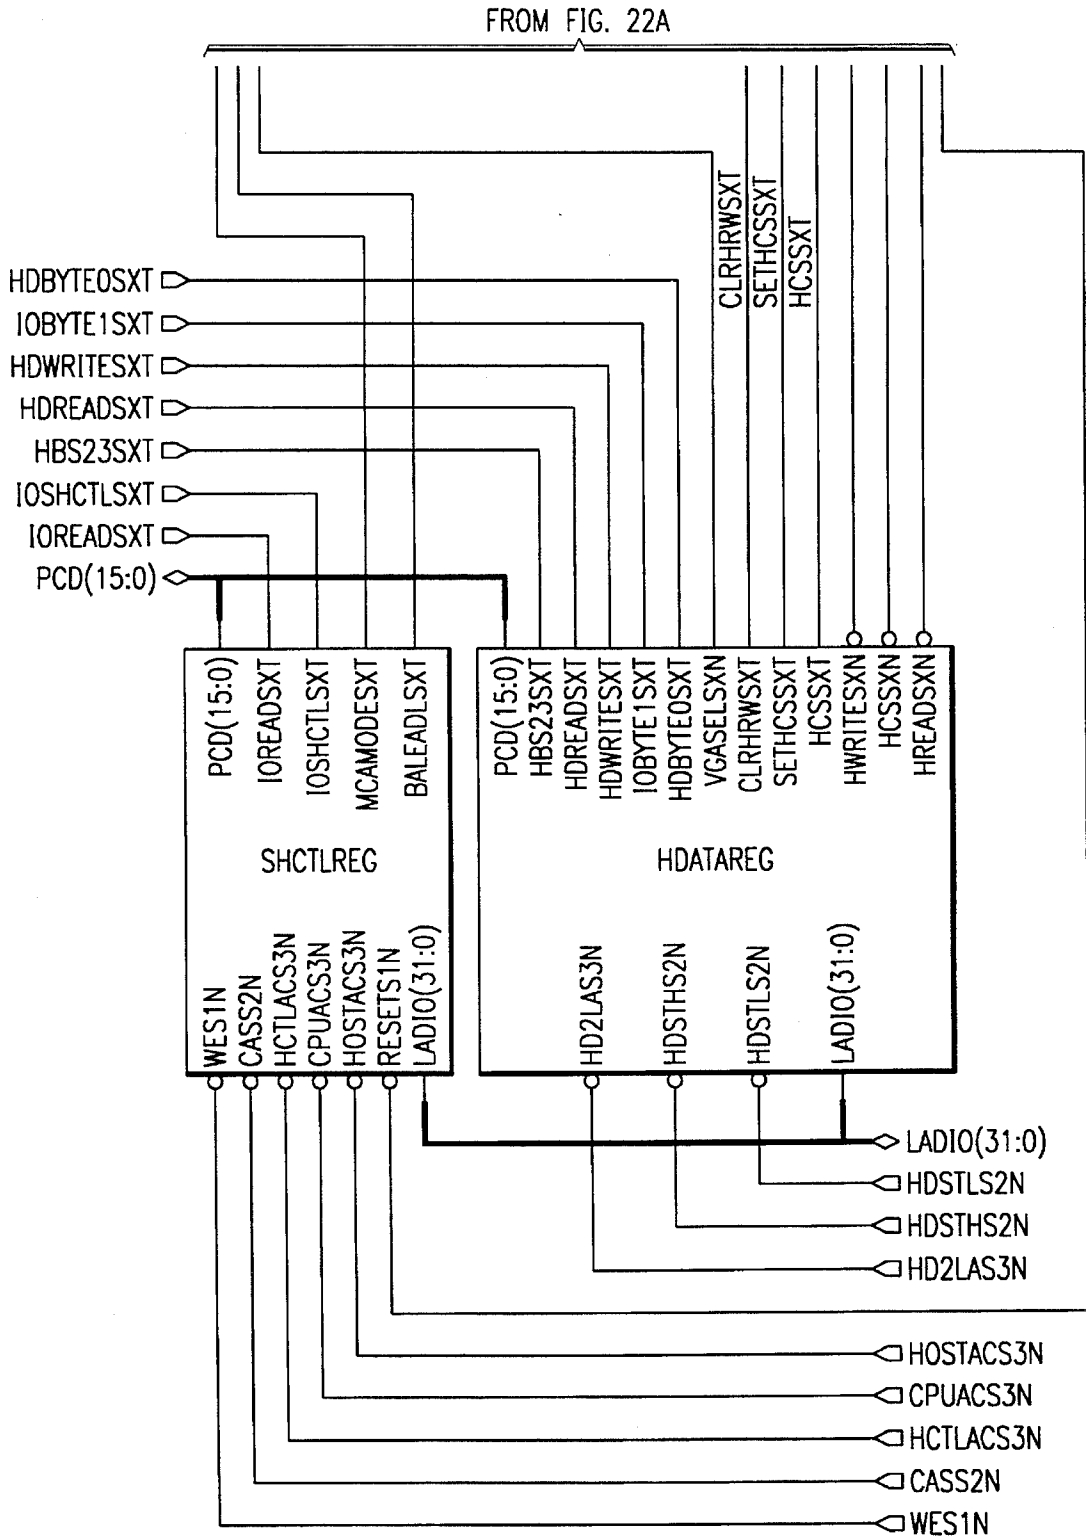 FROM FIG. 22A
CLRHRWSXT
SETHCSSXT
HCSSXT
HDBYTE0SXT
IOBYTE1SXT
HDWRITESXT
HDREADSXT
HBS23SXT
IOSHCTLSXT
IOREADSXT
PCD(15:0)
PCD(15:0)
IOREADSXT
IOSHCTLSXT
MCAMODESXT
BALEADLSXT
PCD(15:0)
HBS23SXT
HDREADSXT
HDWRITESXT
IOBYTE1SXT
HDBYTE0SXT
VGASELSXN
CLRHRWSXT
SETHCSSXT
HCSSXT
HWRITESXN
HCSSXN
HREADSXN
SHCTLREG
HDATAREG
WES1N
CASS2N
HCTLACS3N
CPUACS3N
HOSTACS3N
RESETS1N
LADIO(31:0)
HD2LAS3N
HDSTHS2N
HDSTLS2N
LADIO(31:0)
LADIO(31:0)
HDSTLS2N
HDSTHS2N
HD2LAS3N
HOSTACS3N
CPUACS3N
HCTLACS3N
CASS2N
WES1N